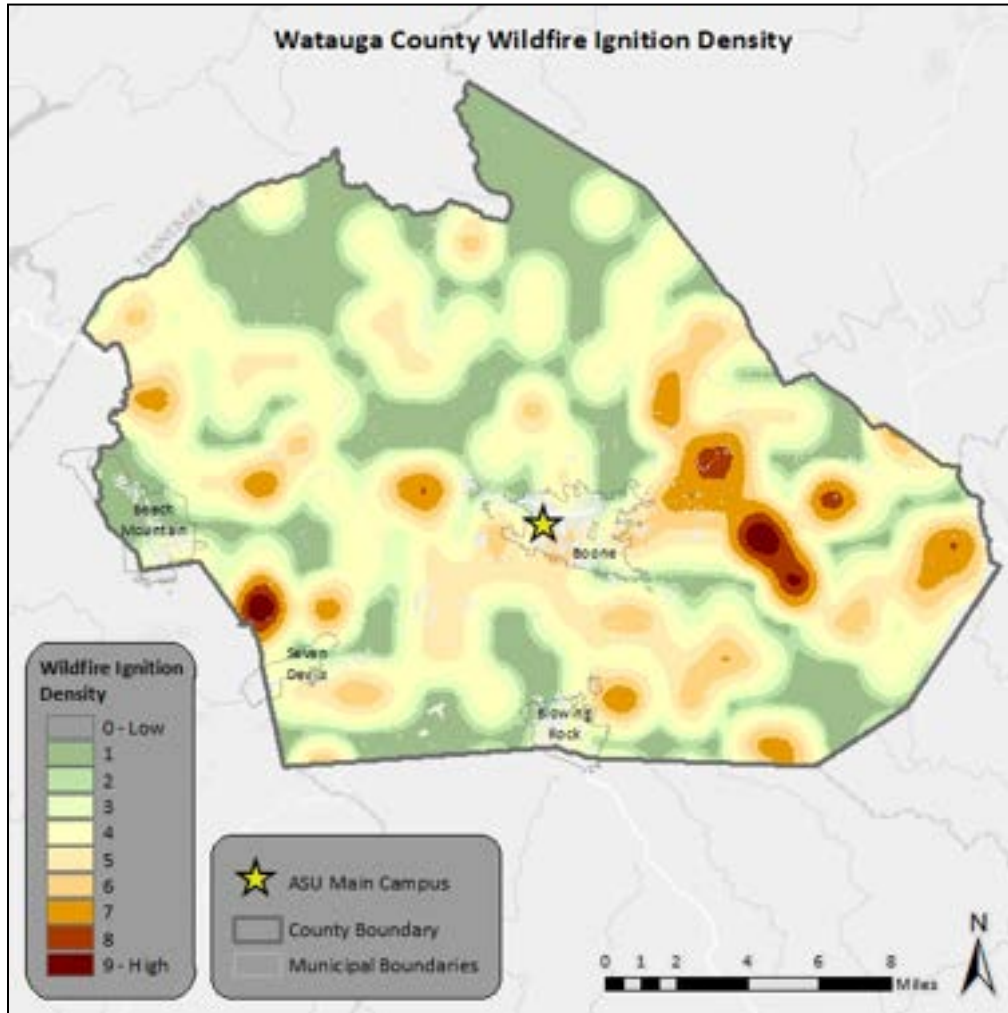 Watauga County Wildfire Ignition Density
TENNESSEE
Beech
Mountain
Boone
Seven
Devils
Blowing
Rock
Wildfire Ignition
Density
0 - Low
1
2
3
4
5
6
7
8
9 - High
ASU Main Campus
County Boundary
Municipal Boundaries
0 1 2 4 6 8
Miles
N